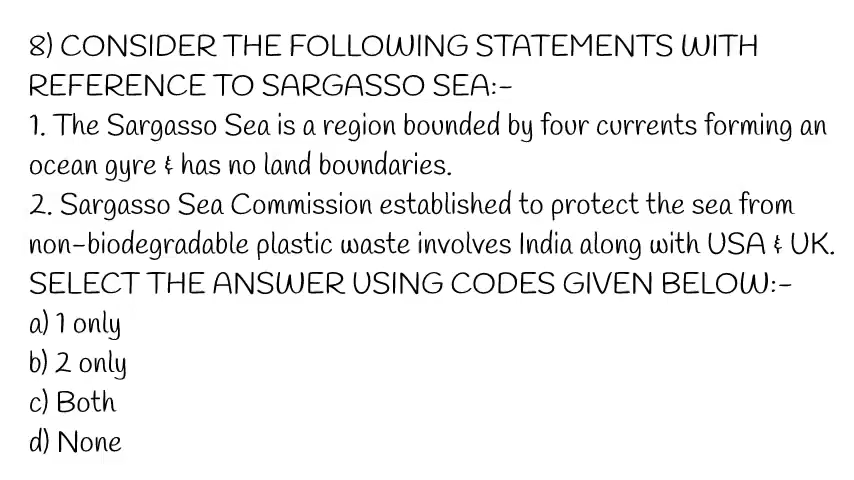 8) CONSIDER THE FOLLOWING STATEMENTS WITH
REFERENCE TO SARGASSO SEA:-
1. The Sargasso Sea is a region bounded by four currents forming an
ocean gyre & has no land boundaries.
2. Sargasso Sea Commission established to protect the sea from
non-biodegradable plastic waste involves India along with USA & UK.
SELECT THE ANSWER USING CODES GIVEN BELOW:-
a) 1 only
b) 2 only
c) Both
d) None